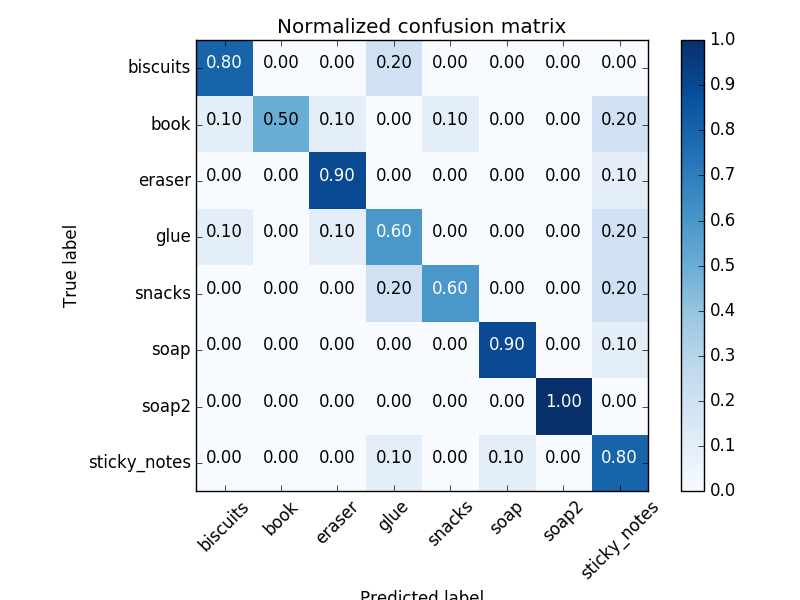 Normalized confusion matrix
True label
biscuits 0.80 0.00 0.00 0.20 0.00 0.00 0.00 0.00
book 0.10 0.50 0.10 0.00 0.10 0.00 0.00 0.20
eraser 0.00 0.00 0.90 0.00 0.00 0.00 0.00 0.10
glue 0.10 0.00 0.10 0.60 0.00 0.00 0.00 0.20
snacks 0.00 0.00 0.00 0.20 0.60 0.00 0.00 0.20
soap 0.00 0.00 0.00 0.00 0.00 0.90 0.00 0.10
soap2 0.00 0.00 0.00 0.00 0.00 0.00 1.00 0.00
sticky_notes 0.00 0.00 0.00 0.10 0.00 0.10 0.00 0.80
biscuits book eraser glue snacks soap soap2 sticky_notes
Predicted label
1.0
0.9
0.8
0.7
0.6
0.5
0.4
0.3
0.2
0.1
0.0